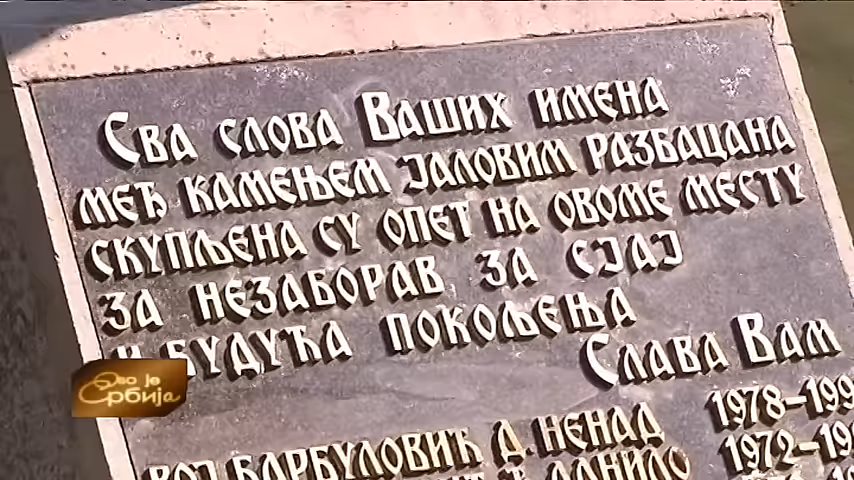 Сва слова Ваших имена
међ камењем јаловим разбацана
скупљена су опет на овоме месту
за незаборав за сјај
и будућа покољења
Слава Вам
Ово је
Србија
Барбуловић Д. Ненад 1978-199
Данило 1972-19